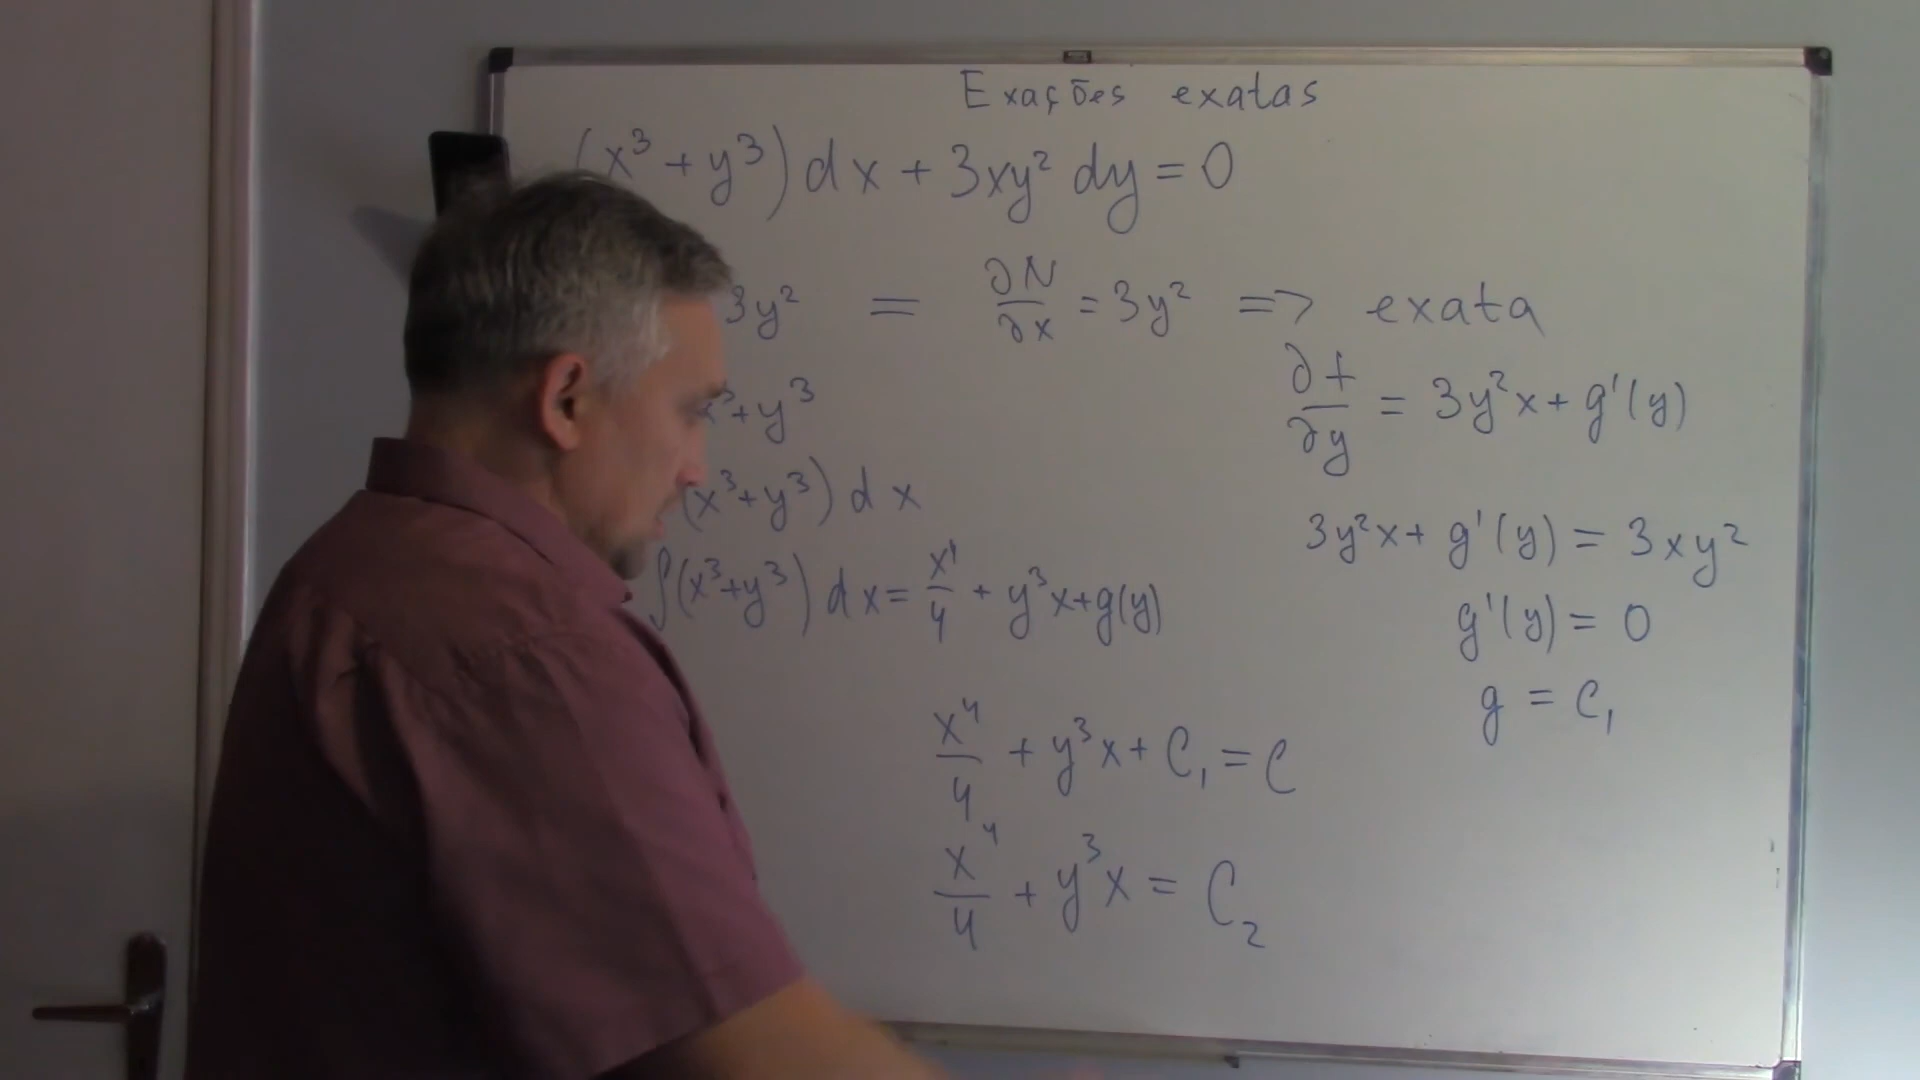 Exações exatas
(x³ + y³) dx + 3xy² dy = 0
3y² = ∂N/∂x = 3y² => exata
x³+y³
∂f/∂y = 3y²x + g'(y)
(x³+y³) dx
3y²x + g'(y) = 3xy²
∫(x³+y³) dx = x⁴/4 + y³x+g(y)
g'(y) = 0
g = C₁
x⁴/4 + y³x + C₁ = C
x⁴/4 + y³x = C₂